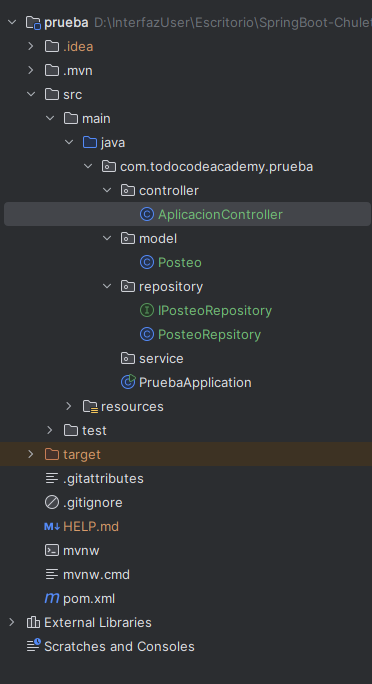 prueba D:\InterfazUser\Escritorio\SpringBoot-Chulet
.idea
.mvn
src
main
java
com.todocodeacademy.prueba
controller
C AplicacionController
model
C Posteo
repository
I IPosteoRepository
C PosteoRepsitory
service
C PruebaApplication
resources
test
target
.gitattributes
.gitignore
M↓ HELP.md
mvnw
mvnw.cmd
m pom.xml
External Libraries
Scratches and Consoles